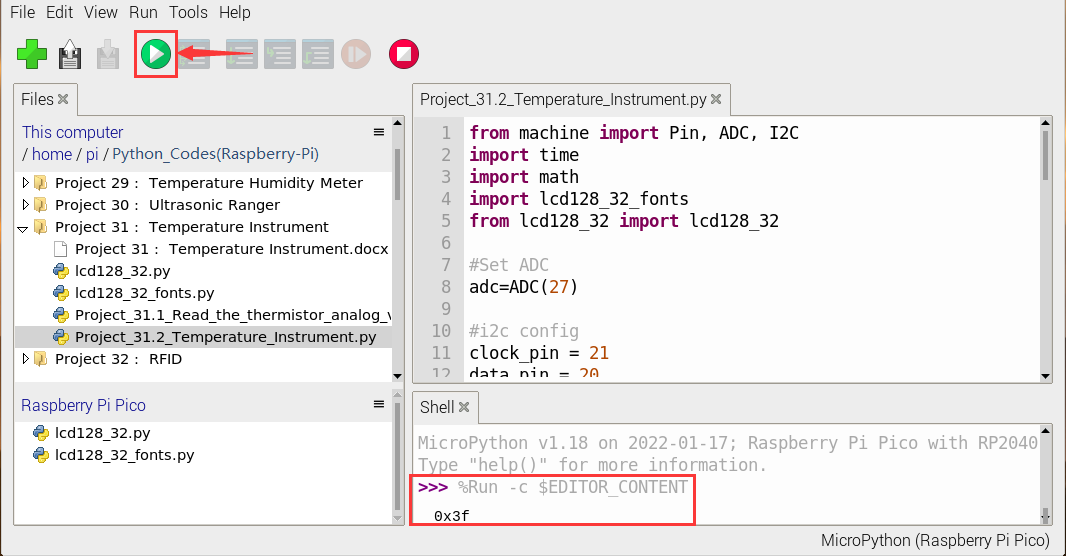 File Edit View Run Tools Help
Files
This computer
/ home / pi / Python_Codes(Raspberry-Pi)
Project 29 : Temperature Humidity Meter
Project 30 : Ultrasonic Ranger
Project 31 : Temperature Instrument
Project 31 : Temperature Instrument.docx
lcd128_32.py
lcd128_32_fonts.py
Project_31.1_Read_the_thermistor_analog_v
Project_31.2_Temperature_Instrument.py
Project 32 : RFID
Raspberry Pi Pico
lcd128_32.py
lcd128_32_fonts.py
Project_31.2_Temperature_Instrument.py
1 from machine import Pin, ADC, I2C
2 import time
3 import math
4 import lcd128_32_fonts
5 from lcd128_32 import lcd128_32
6
7 #Set ADC
8 adc=ADC(27)
9
10 #i2c config
11 clock_pin = 21
12 data_pin = 20
Shell
MicroPython v1.18 on 2022-01-17; Raspberry Pi Pico with RP2040
Type "help()" for more information.
>>> %Run -c $EDITOR_CONTENT
0x3f
MicroPython (Raspberry Pi Pico)